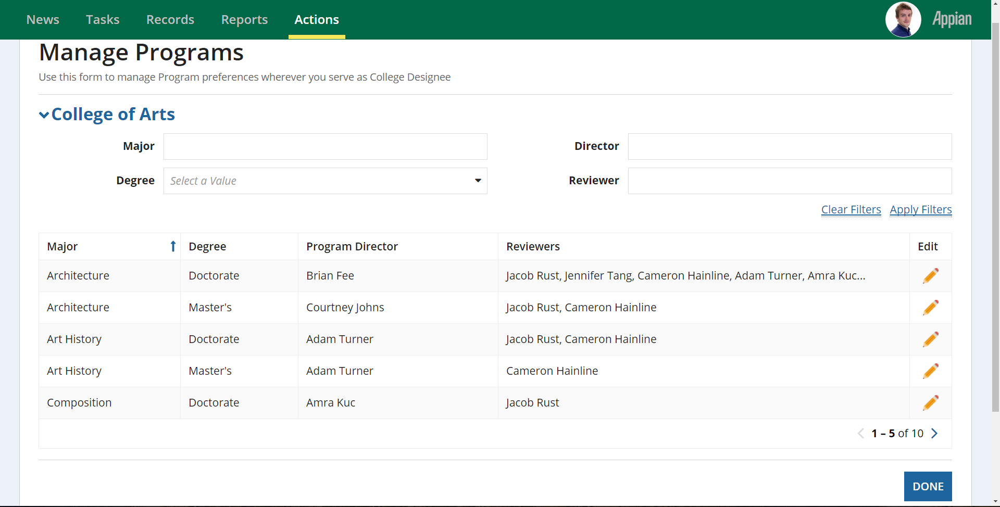 News Tasks Records Reports Actions Appian
Manage Programs
Use this form to manage Program preferences wherever you serve as College Designee
College of Arts
Major Director
Degree Select a Value Reviewer
Clear Filters Apply Filters
Major Degree Program Director Reviewers Edit
Architecture Doctorate Brian Fee Jacob Rust, Jennifer Tang, Cameron Hainline, Adam Turner, Amra Kuc...
Architecture Master's Courtney Johns Jacob Rust, Cameron Hainline
Art History Doctorate Adam Turner Jacob Rust, Cameron Hainline
Art History Master's Adam Turner Cameron Hainline
Composition Doctorate Amra Kuc Jacob Rust
1 – 5 of 10
DONE